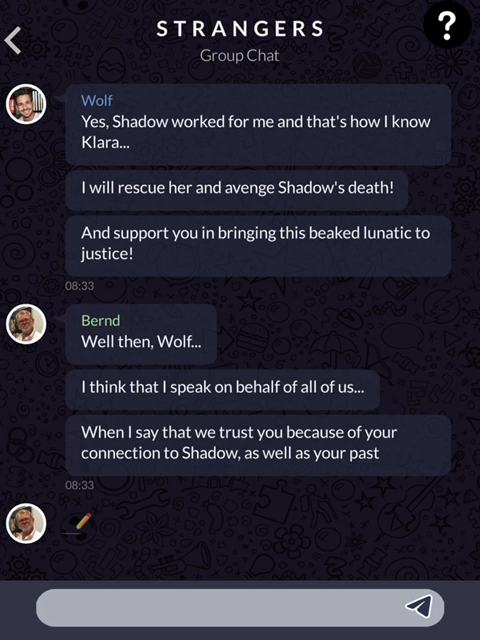 STRANGERS
?
Group Chat
Wolf
Yes, Shadow worked for me and that's how I know
Klara...
I will rescue her and avenge Shadow's death!
And support you in bringing this beaked lunatic to
justice!
08:33
Bernd
Well then, Wolf...
I think that I speak on behalf of all of us...
When I say that we trust you because of your
connection to Shadow, as well as your past
08:33